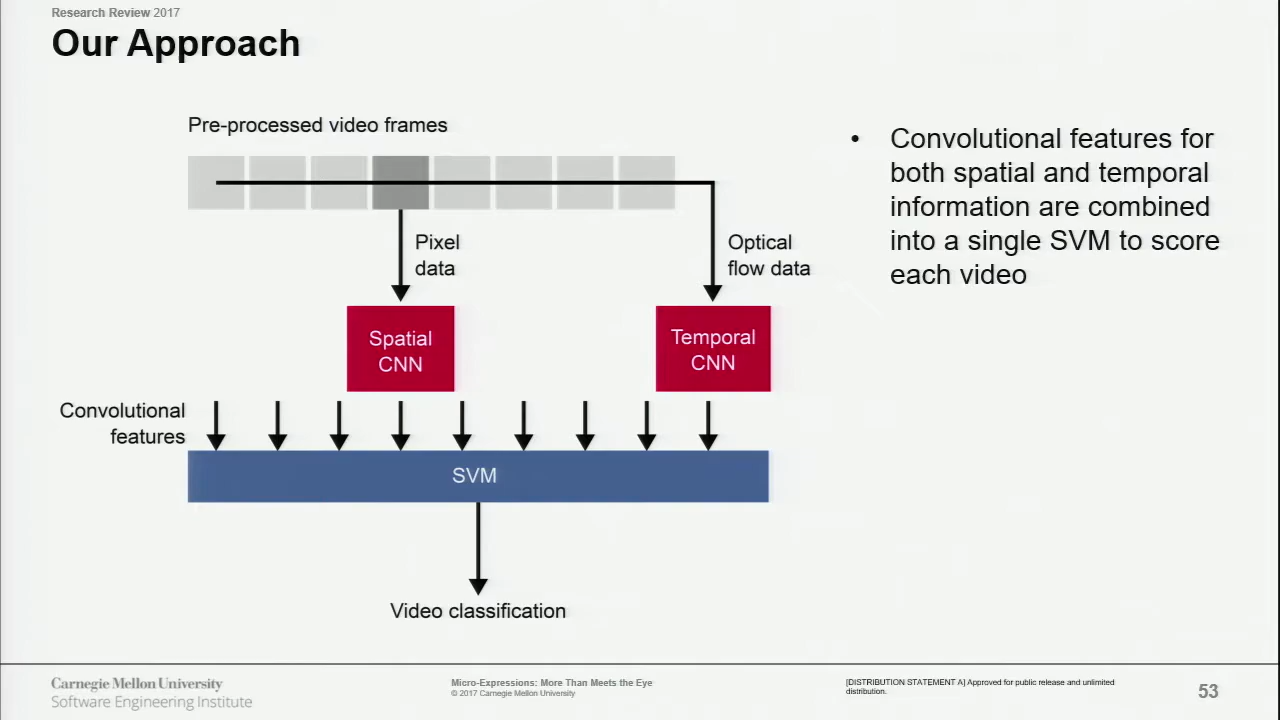 Research Review 2017
Our Approach
Pre-processed video frames
Pixel
data
Optical
flow data
Spatial
CNN
Temporal
CNN
Convolutional
features
SVM
Video classification
• Convolutional features for
both spatial and temporal
information are combined
into a single SVM to score
each video
Carnegie Mellon University
Software Engineering Institute
Micro-Expressions: More Than Meets the Eye
© 2017 Carnegie Mellon University
[DISTRIBUTION STATEMENT A] Approved for public release and unlimited
distribution.
53